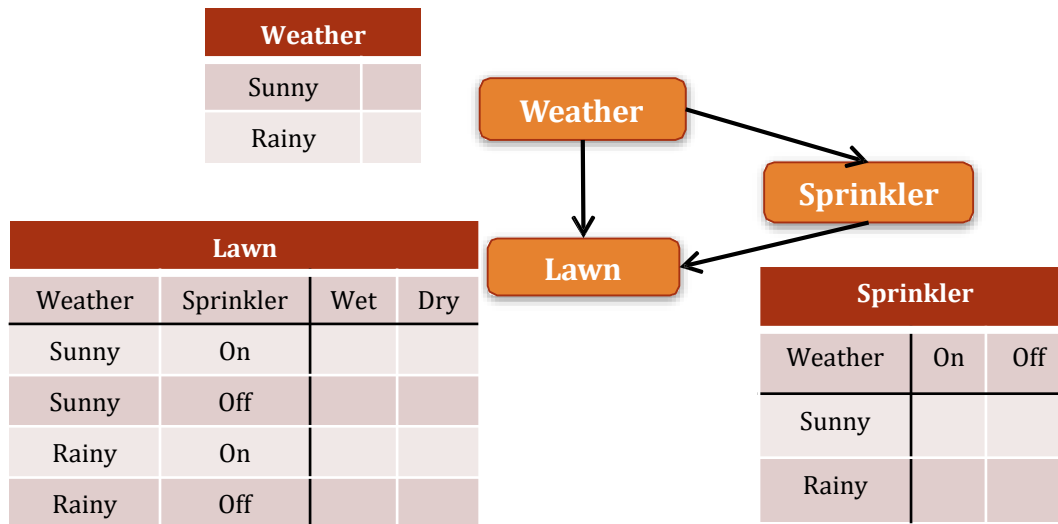 Weather
Sunny
Rainy
Weather
Sprinkler
Lawn
Lawn
Weather Sprinkler Wet Dry
Sunny On
Sunny Off
Rainy On
Rainy Off
Sprinkler
Weather On Off
Sunny
Rainy